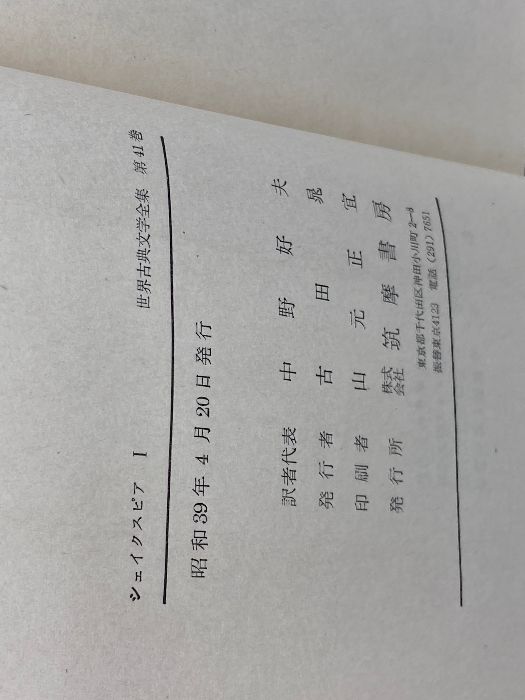 シェイクスピア Ⅰ 世界古典文学全集 第41巻
昭和39年4月20日発行
訳者代表 中野好夫
発行者 古田晁
印刷者 山元正宜
発行所 株式会社 筑摩書房
東京都千代田区神田小川町2—8
振替東京4123 電話(291)7651